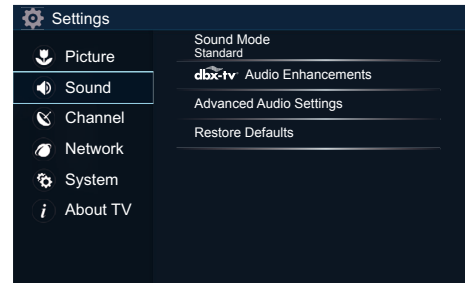 Settings
Picture
Sound
Channel
Network
System
i About TV
Sound Mode
Standard
dbx-tv Audio Enhancements
Advanced Audio Settings
Restore Defaults